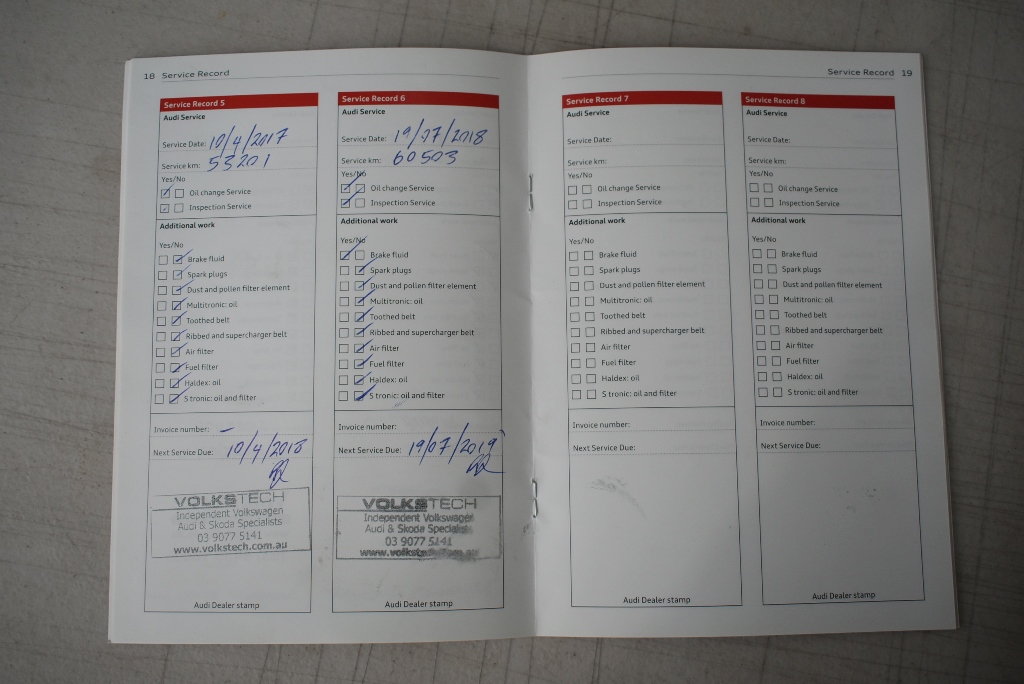 18 Service Record
Service Record 5
Audi Service
Service Date: 10/4/2017
Service km: 53201
Yes/No
Oil change Service
Inspection Service
Additional work
Yes/No
Brake fluid
Spark plugs
Dust and pollen filter element
Multitronic: oil
Toothed belt
Ribbed and supercharger belt
Air filter
Fuel filter
Haldex: oil
S tronic: oil and filter
Invoice number: –
Next Service Due: 10/4/2018
VOLKSTECH
Independent Volkswagen
Audi & Skoda Specialists
03 9077 5141
www.volkstech.com.au
Audi Dealer stamp
Service Record 6
Audi Service
Service Date: 19/07/2018
Service km: 60503
Yes/No
Oil change Service
Inspection Service
Additional work
Yes/No
Brake fluid
Spark plugs
Dust and pollen filter element
Multitronic: oil
Toothed belt
Ribbed and supercharger belt
Air filter
Fuel filter
Haldex: oil
S tronic: oil and filter
Invoice number:
Next Service Due: 19/07/2019
VOLKSTECH
Independent Volkswagen
Audi & Skoda Specialists
03 9077 5141
Audi Dealer stamp
Service Record 19
Service Record 7
Audi Service
Service Date:
Service km:
Yes/No
Oil change Service
Inspection Service
Additional work
Yes/No
Brake fluid
Spark plugs
Dust and pollen filter element
Multitronic: oil
Toothed belt
Ribbed and supercharger belt
Air filter
Fuel filter
Haldex: oil
S tronic: oil and filter
Invoice number:
Next Service Due:
Audi Dealer stamp
Service Record 8
Audi Service
Service Date:
Service km:
Yes/No
Oil change Service
Inspection Service
Additional work
Yes/No
Brake fluid
Spark plugs
Dust and pollen filter element
Multitronic: oil
Toothed belt
Ribbed and supercharger belt
Air filter
Fuel filter
Haldex: oil
S tronic: oil and filter
Invoice number:
Next Service Due:
Audi Dealer stamp